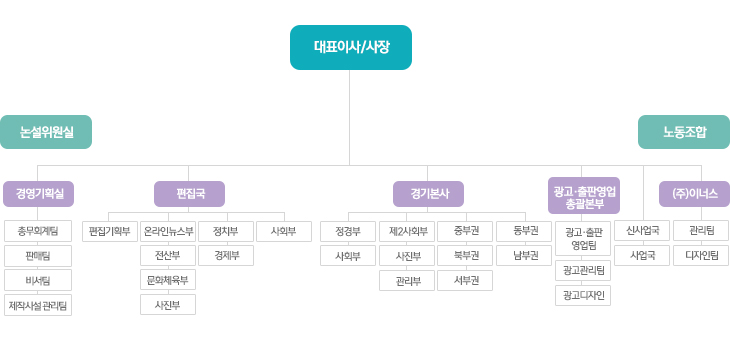 대표이사/사장
논설위원실
노동조합
경영기획실
편집국
경기본사
광고·출판영업
총괄본부
(주)이너스
총무회계팀
판매팀
비서팀
제작시설 관리팀
편집기획부
온라인뉴스부
전산부
문화체육부
사진부
정치부
경제부
사회부
정경부
사회부
제2사회부
사진부
관리부
중부권
북부권
서부권
동부권
남부권
광고·출판
영업팀
광고관리팀
광고디자인
신사업국
사업국
관리팀
디자인팀